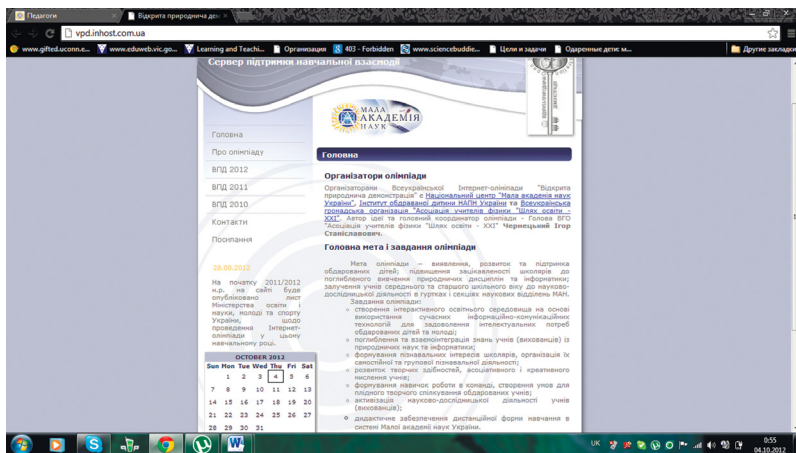 Педагоги
Відкрита природнича дем
vpd.inhost.com.ua
www.gifted.uconn.e...
www.eduweb.vic.go...
Learning and Teachi...
Организация
403 - Forbidden
www.sciencebuddie...
Цели и задачи
Одаренные дети: м...
Другие закладки
Сервер підтримки навчальної взаємодії
МАЛА
АКАДЕМІЯ
НАУК
Головна
Про олімпіаду
ВПД 2012
ВПД 2011
ВПД 2010
Контакти
Посилання
28.08.2012
На початку 2011/2012
н.р. на сайті буде
опубліковано лист
Міністерства освіти і
науки, молоді та спорту
України, щодо
проведення Інтернет-
олімпіади у цьому
навчальному році.
OCTOBER 2012
Sun Mon Tue Wed Thu Fri Sat
1 2 3 4 5 6
7 8 9 10 11 12 13
14 15 16 17 18 19 20
21 22 23 24 25 26 27
28 29 30 31
Головна
Організатори олімпіади
Організаторами Всеукраїнської Інтернет-олімпіади "Відкрита
природнича демонстрація" є Національний центр "Мала академія наук
України", Інститут обдарованої дитини НАПН України та Всеукраїнська
громадська організація "Асоціація учителів фізики "Шлях освіти -
ХХІ". Автор ідеї та головний координатор олімпіади - Голова ВГО
"Асоціація учителів фізики "Шлях освіти - ХХІ" Чернецький Ігор
Станіславович.
Головна мета і завдання олімпіади
Мета олімпіади – виявлення, розвиток та підтримка
обдарованих дітей; підвищення зацікавленості школярів до
поглибленого вивчення природничих дисциплін та інформатики;
залучення учнів середнього та старшого шкільного віку до науково-
дослідницької діяльності в гуртках і секціях наукових відділень МАН.
Завдання олімпіади:
створення інтерактивного освітнього середовища на основі
використання сучасних інформаційно-комунікаційних
технологій для задоволення інтелектуальних потреб
обдарованих дітей та молоді;
поглиблення та взаємоінтеграція знань учнів (вихованців) із
природничих наук та інформатики;
формування пізнавальних інтересів школярів, організація їх
самостійної та групової пізнавальної діяльності;
розвиток творчих здібностей, асоціативного і креативного
мислення учнів;
формування навичок роботи в команді, створення умов для
плідного творчого спілкування обдарованих учнів;
активізація науково-дослідницької діяльності учнів
(вихованців);
дидактичне забезпечення дистанційної форми навчання в
системі Малої академії наук України.
UK
0:55
04.10.2012